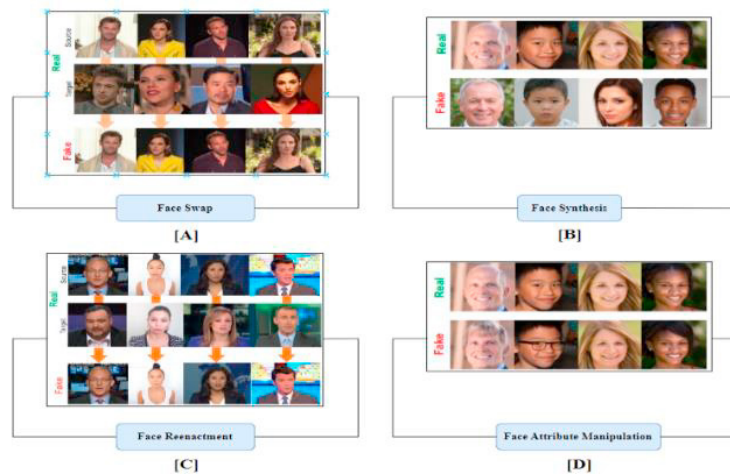 Source
Real
Target
Fake
Face Swap
[A]
Real
Fake
Face Synthesis
[B]
Source
Real
Target
Fake
Face Reenactment
[C]
Real
Fake
Face Attribute Manipulation
[D]